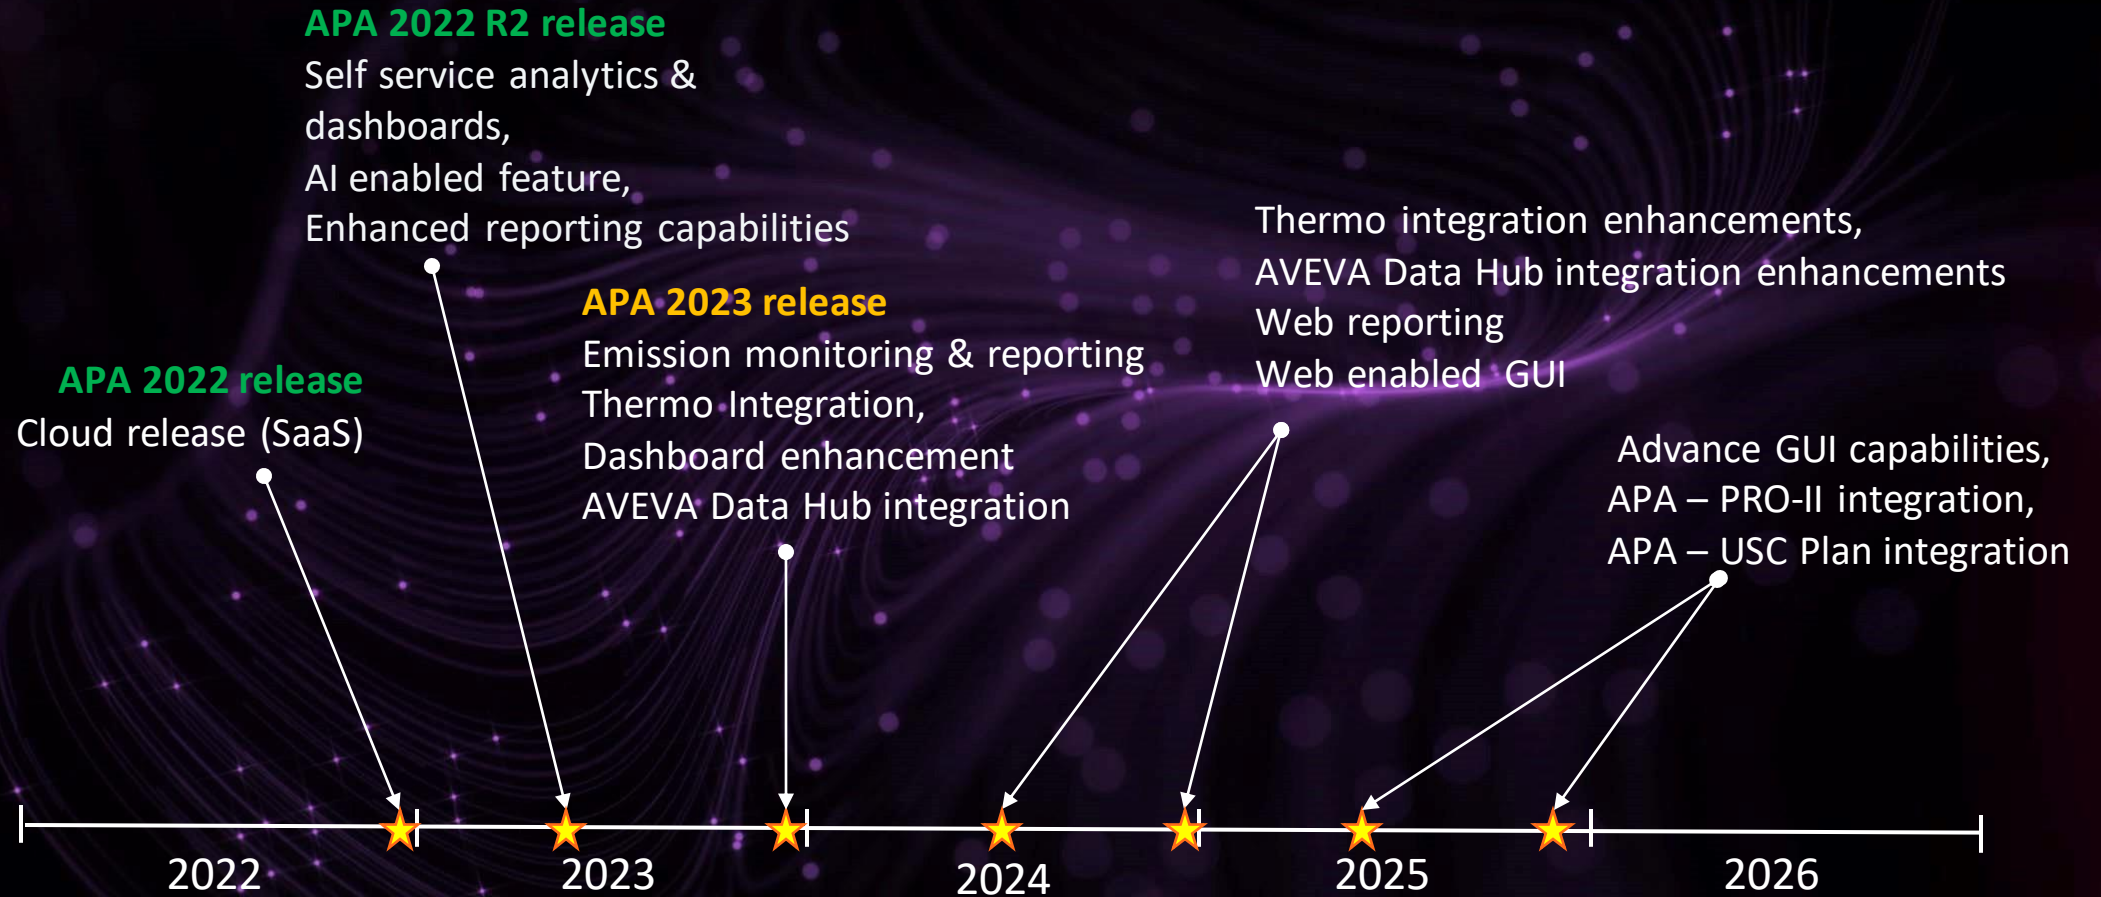 APA 2022 R2 release
Self service analytics &
dashboards,
AI enabled feature,
Enhanced reporting capabilities
APA 2023 release
Emission monitoring & reporting
Thermo Integration,
Dashboard enhancement
AVEVA Data Hub integration
APA 2022 release
Cloud release (SaaS)
Thermo integration enhancements,
AVEVA Data Hub integration enhancements
Web reporting
Web enabled GUI
Advance GUI capabilities,
APA – PRO-II integration,
APA – USC Plan integration
2022
2023
2024
2025
2026